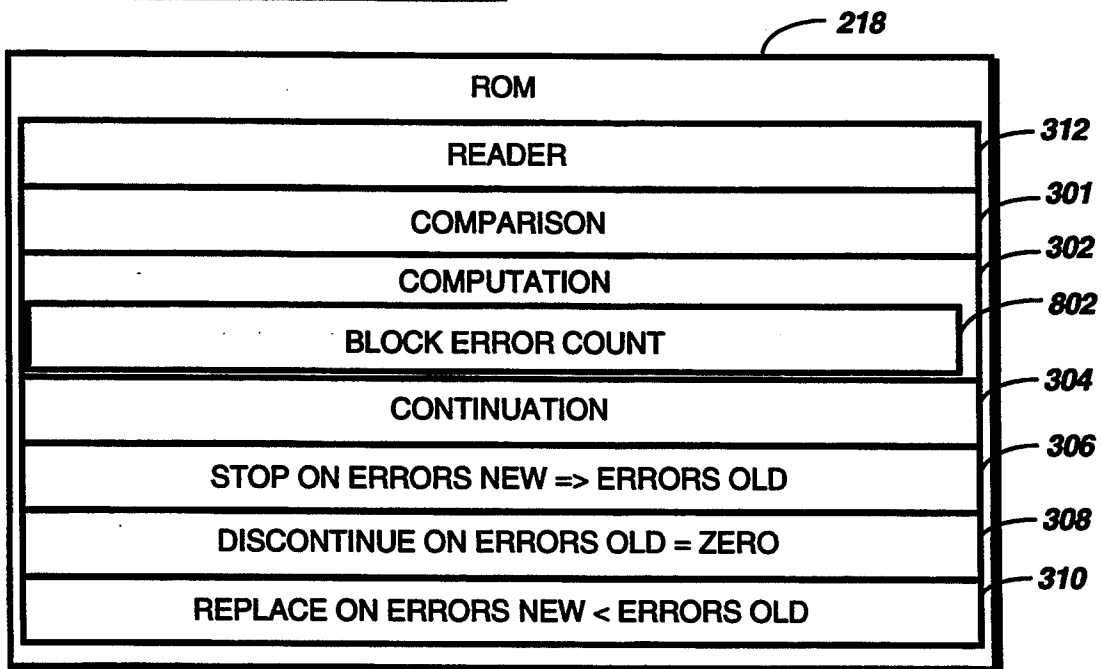 218
ROM
312
READER
301
COMPARISON
302
COMPUTATION
802
BLOCK ERROR COUNT
304
CONTINUATION
306
STOP ON ERRORS NEW => ERRORS OLD
308
DISCONTINUE ON ERRORS OLD = ZERO
310
REPLACE ON ERRORS NEW < ERRORS OLD